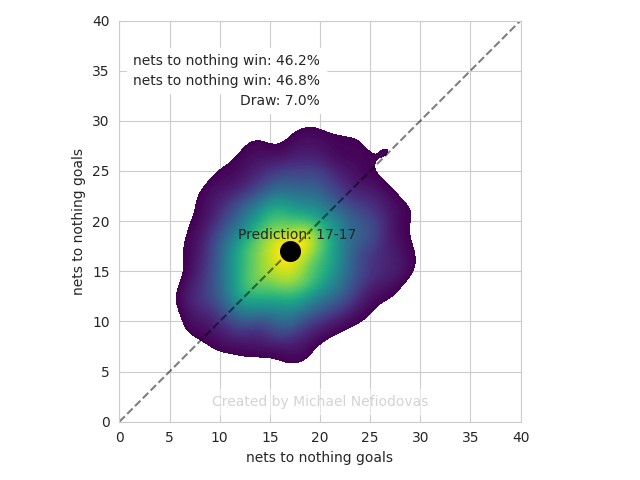 nets to nothing win: 46.2%
nets to nothing win: 46.8%
Draw: 7.0%
Prediction: 17-17
Created by Michael Nefiodovas
nets to nothing goals
40
35
30
25
20
15
10
5
0
0 5 10 15 20 25 30 35 40
nets to nothing goals